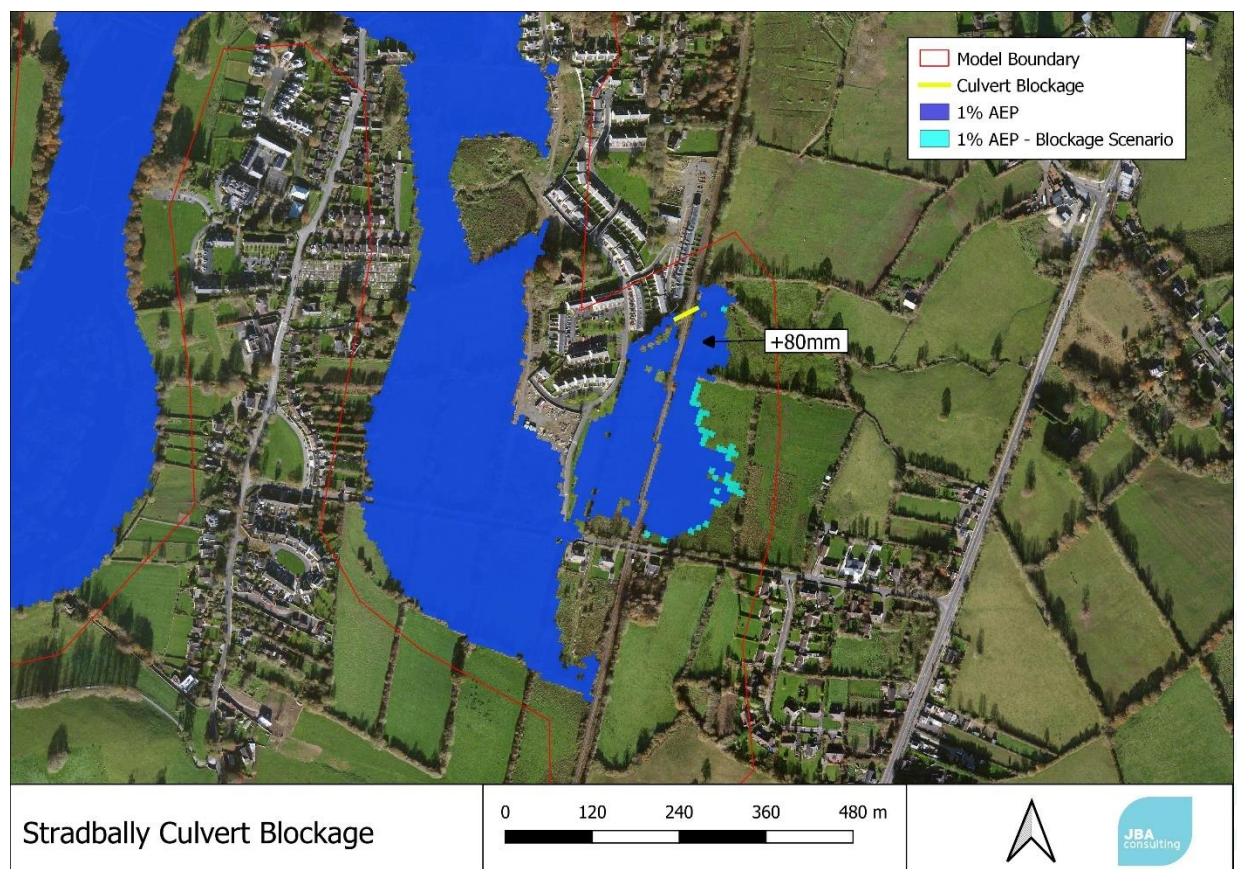 Model Boundary
Culvert Blockage
1% AEP
1% AEP - Blockage Scenario
+80mm
Stradbally Culvert Blockage
0 120 240 360 480 m
JBA
consulting